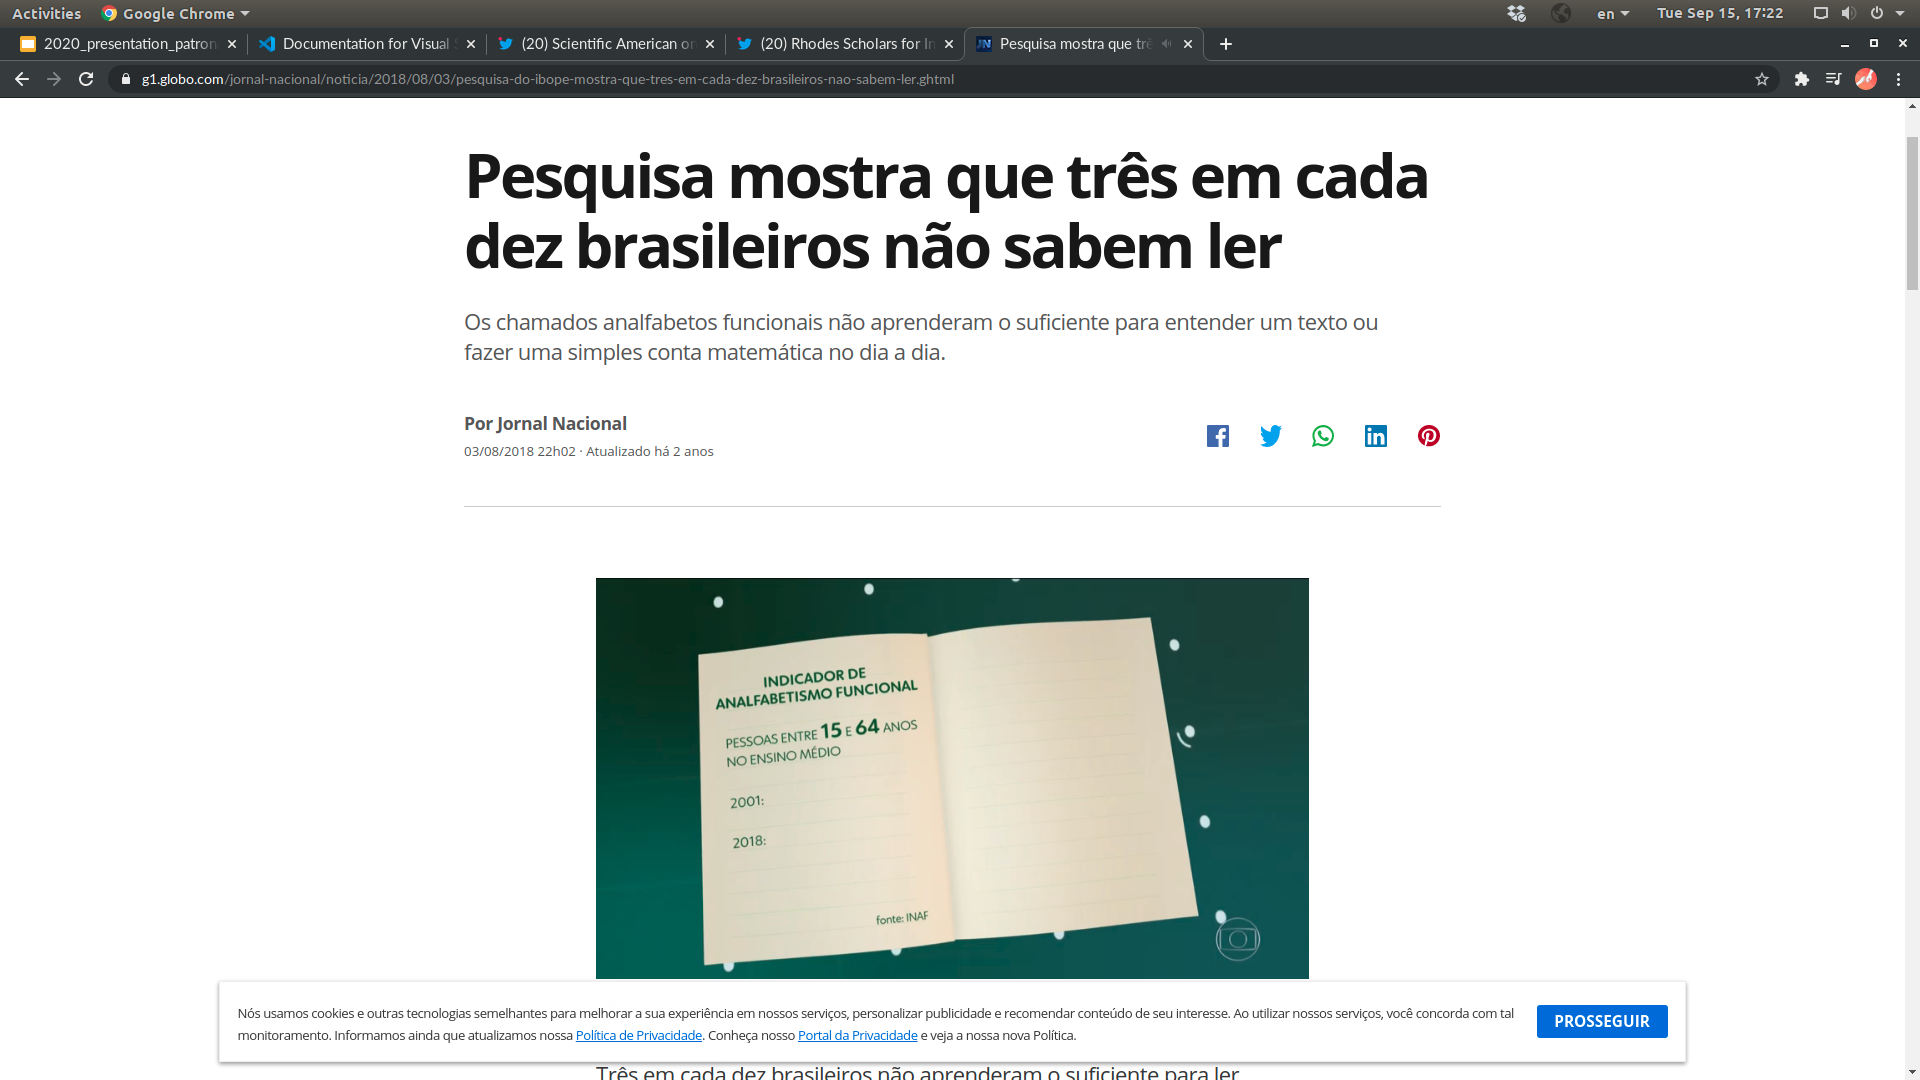 Activities Google Chrome en Tue Sep 15, 17:22
2020_presentation_patron Documentation for Visual S (20) Scientific American on (20) Rhodes Scholars for In JN Pesquisa mostra que trê
g1.globo.com/jornal-nacional/noticia/2018/08/03/pesquisa-do-ibope-mostra-que-tres-em-cada-dez-brasileiros-nao-sabem-ler.ghtml
Pesquisa mostra que três em cada
dez brasileiros não sabem ler
Os chamados analfabetos funcionais não aprenderam o suficiente para entender um texto ou
fazer uma simples conta matemática no dia a dia.
Por Jornal Nacional
03/08/2018 22h02 · Atualizado há 2 anos
INDICADOR DE
ANALFABETISMO FUNCIONAL
PESSOAS ENTRE 15 E 64 ANOS
NO ENSINO MÉDIO
2001:
2018:
fonte: INAF
Nós usamos cookies e outras tecnologias semelhantes para melhorar a sua experiência em nossos serviços, personalizar publicidade e recomendar conteúdo de seu interesse. Ao utilizar nossos serviços, você concorda com tal
monitoramento. Informamos ainda que atualizamos nossa Política de Privacidade. Conheça nosso Portal da Privacidade e veja a nossa nova Política.
PROSSEGUIR
Três em cada dez brasileiros não aprenderam o suficiente para ler